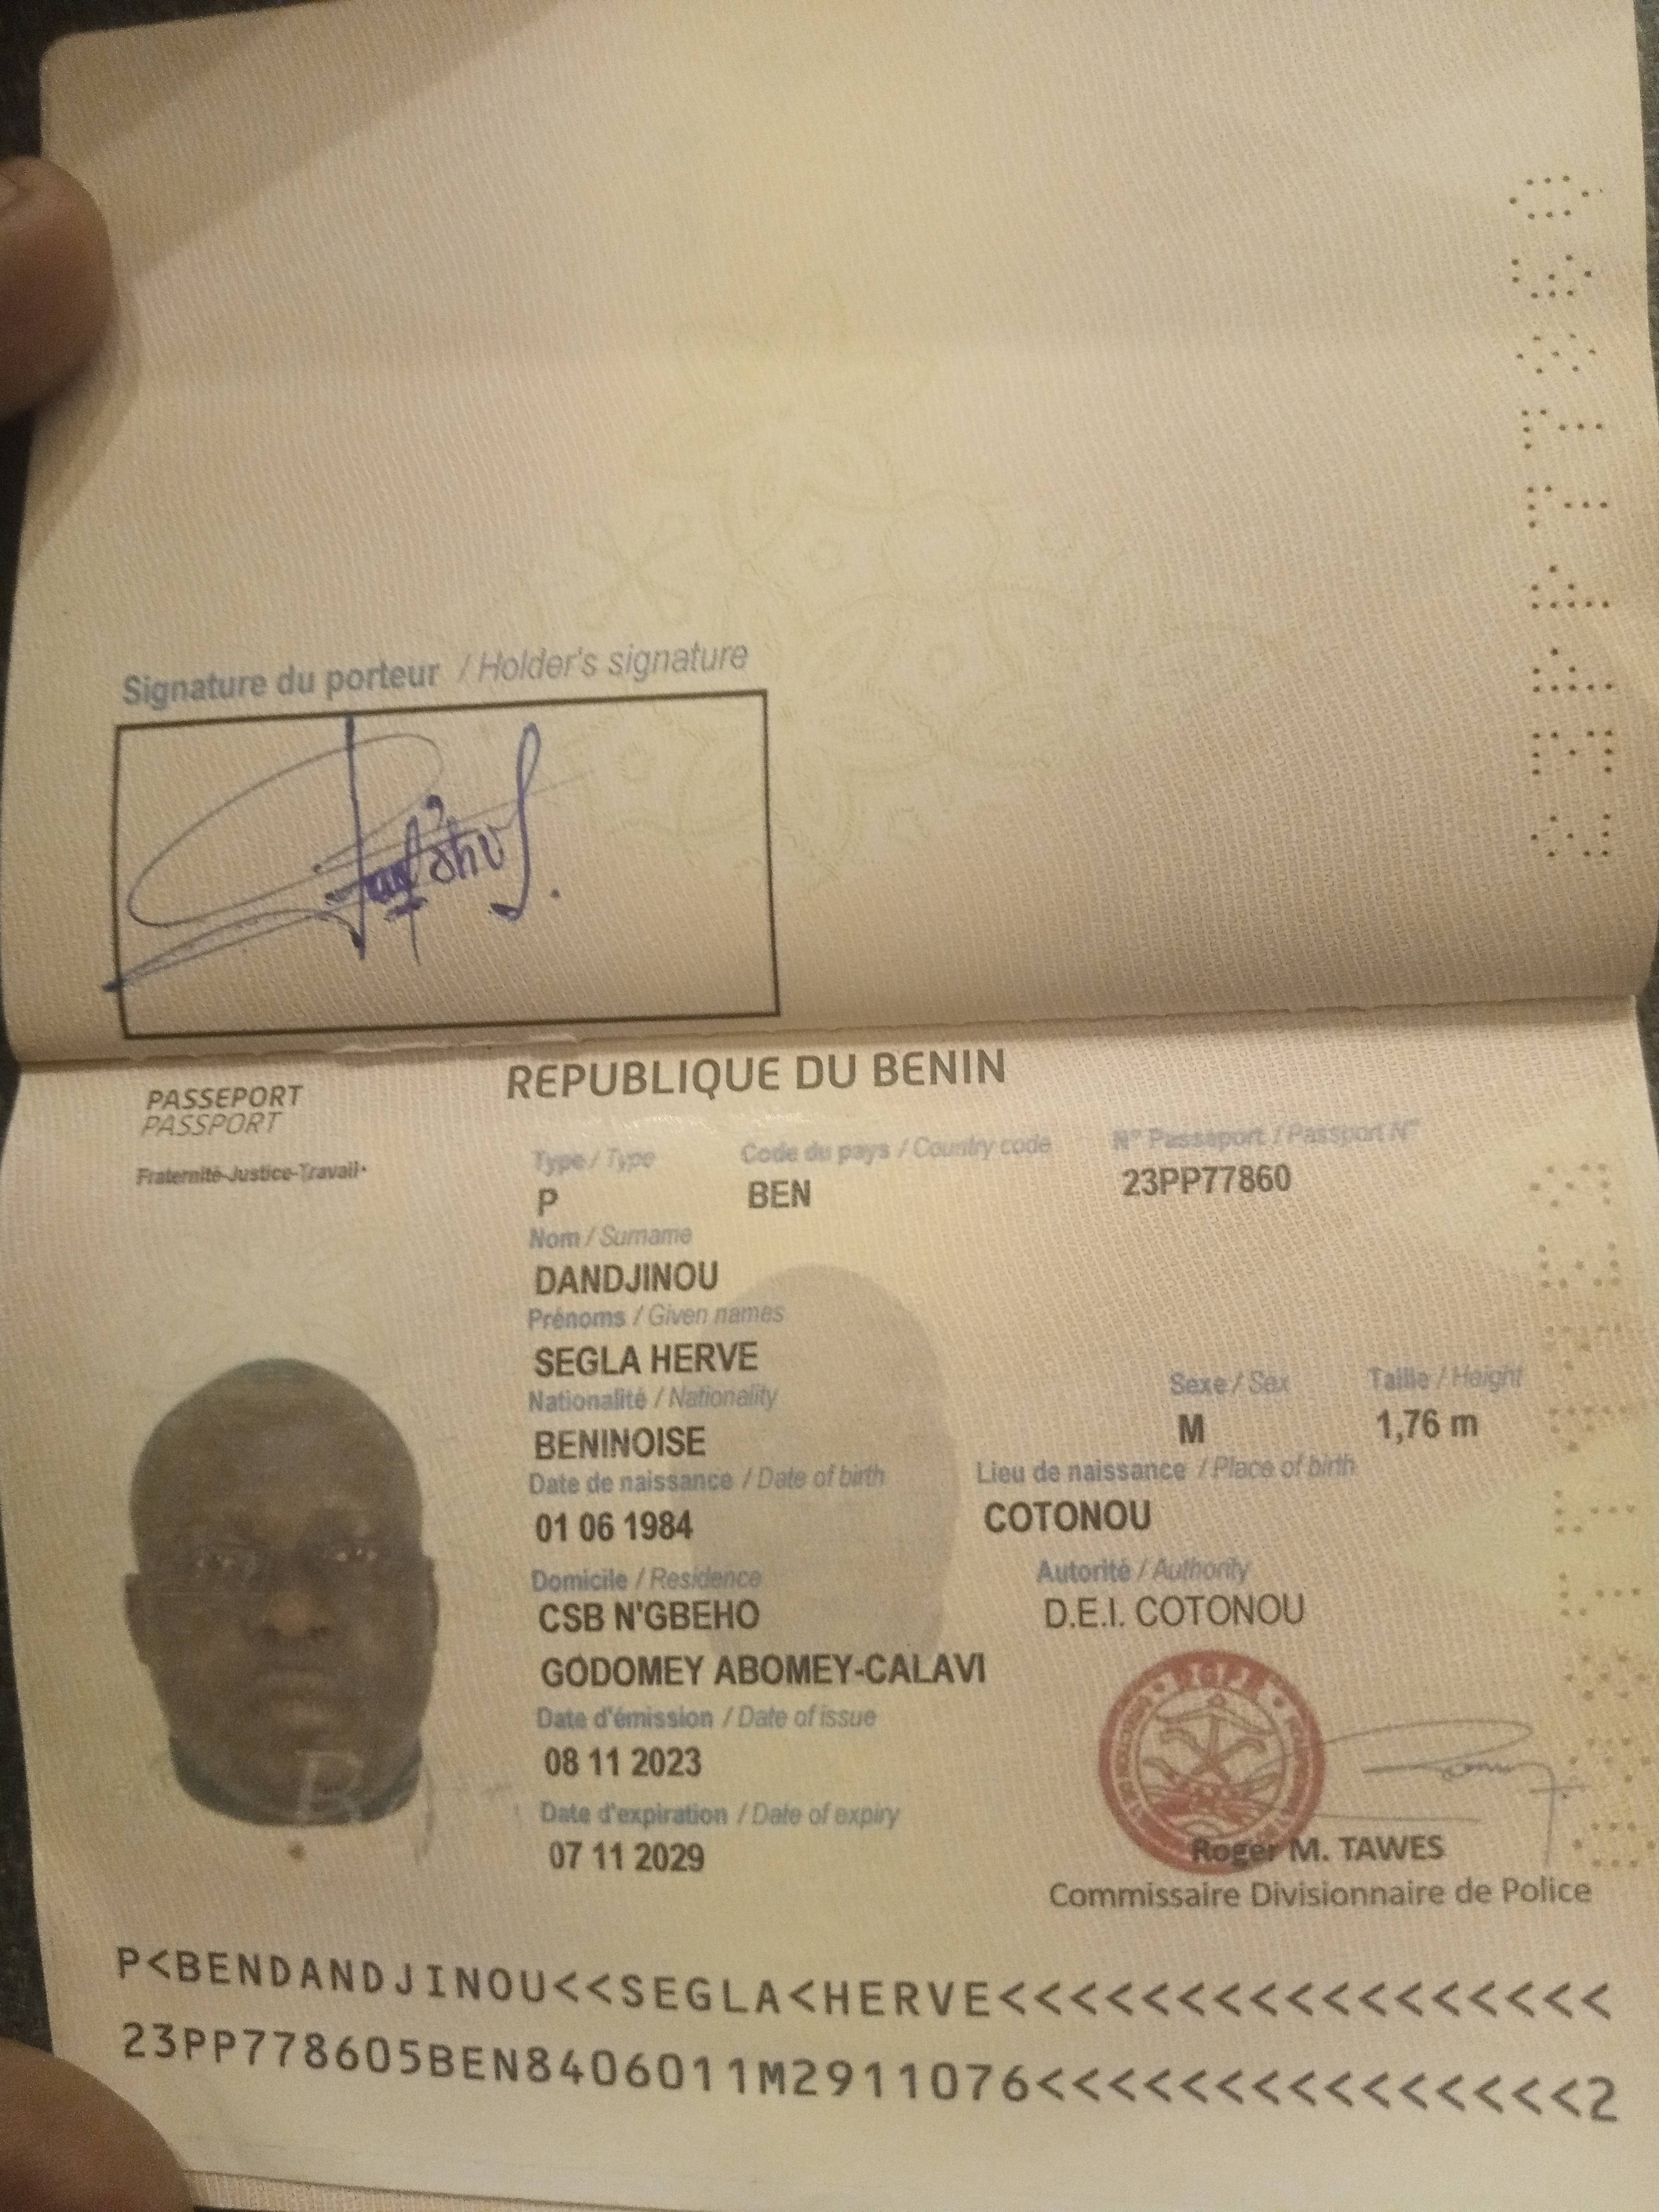 Signature du porteur / Holder's signature
REPUBLIQUE DU BENIN
PASSEPORT
PASSPORT
Fraternité-Justice-Travail
Type / Type
Code du pays / Country code
N° Passeport / Passport N°
P
BEN
23PP77860
Nom / Surname
DANDJINOU
Prénoms / Given names
SEGLA HERVE
Nationalité / Nationality
Sexe / Sex
Taille / Height
BENINOISE
M
1,76 m
Date de naissance / Date of birth
Lieu de naissance / Place of birth
01 06 1984
COTONOU
Domicile / Residence
Autorité / Authority
CSB N'GBEHO
D.E.I. COTONOU
GODOMEY ABOMEY-CALAVI
Date d'émission / Date of issue
08 11 2023
Date d'expiration / Date of expiry
07 11 2029
Roger M. TAWES
Commissaire Divisionnaire de Police
P<BENDANDJINOU<<SEGLA<HERVE<<<<<<<<<<<<<<<<<
23PP778605BEN8406011M2911076<<<<<<<<<<<<<<<2